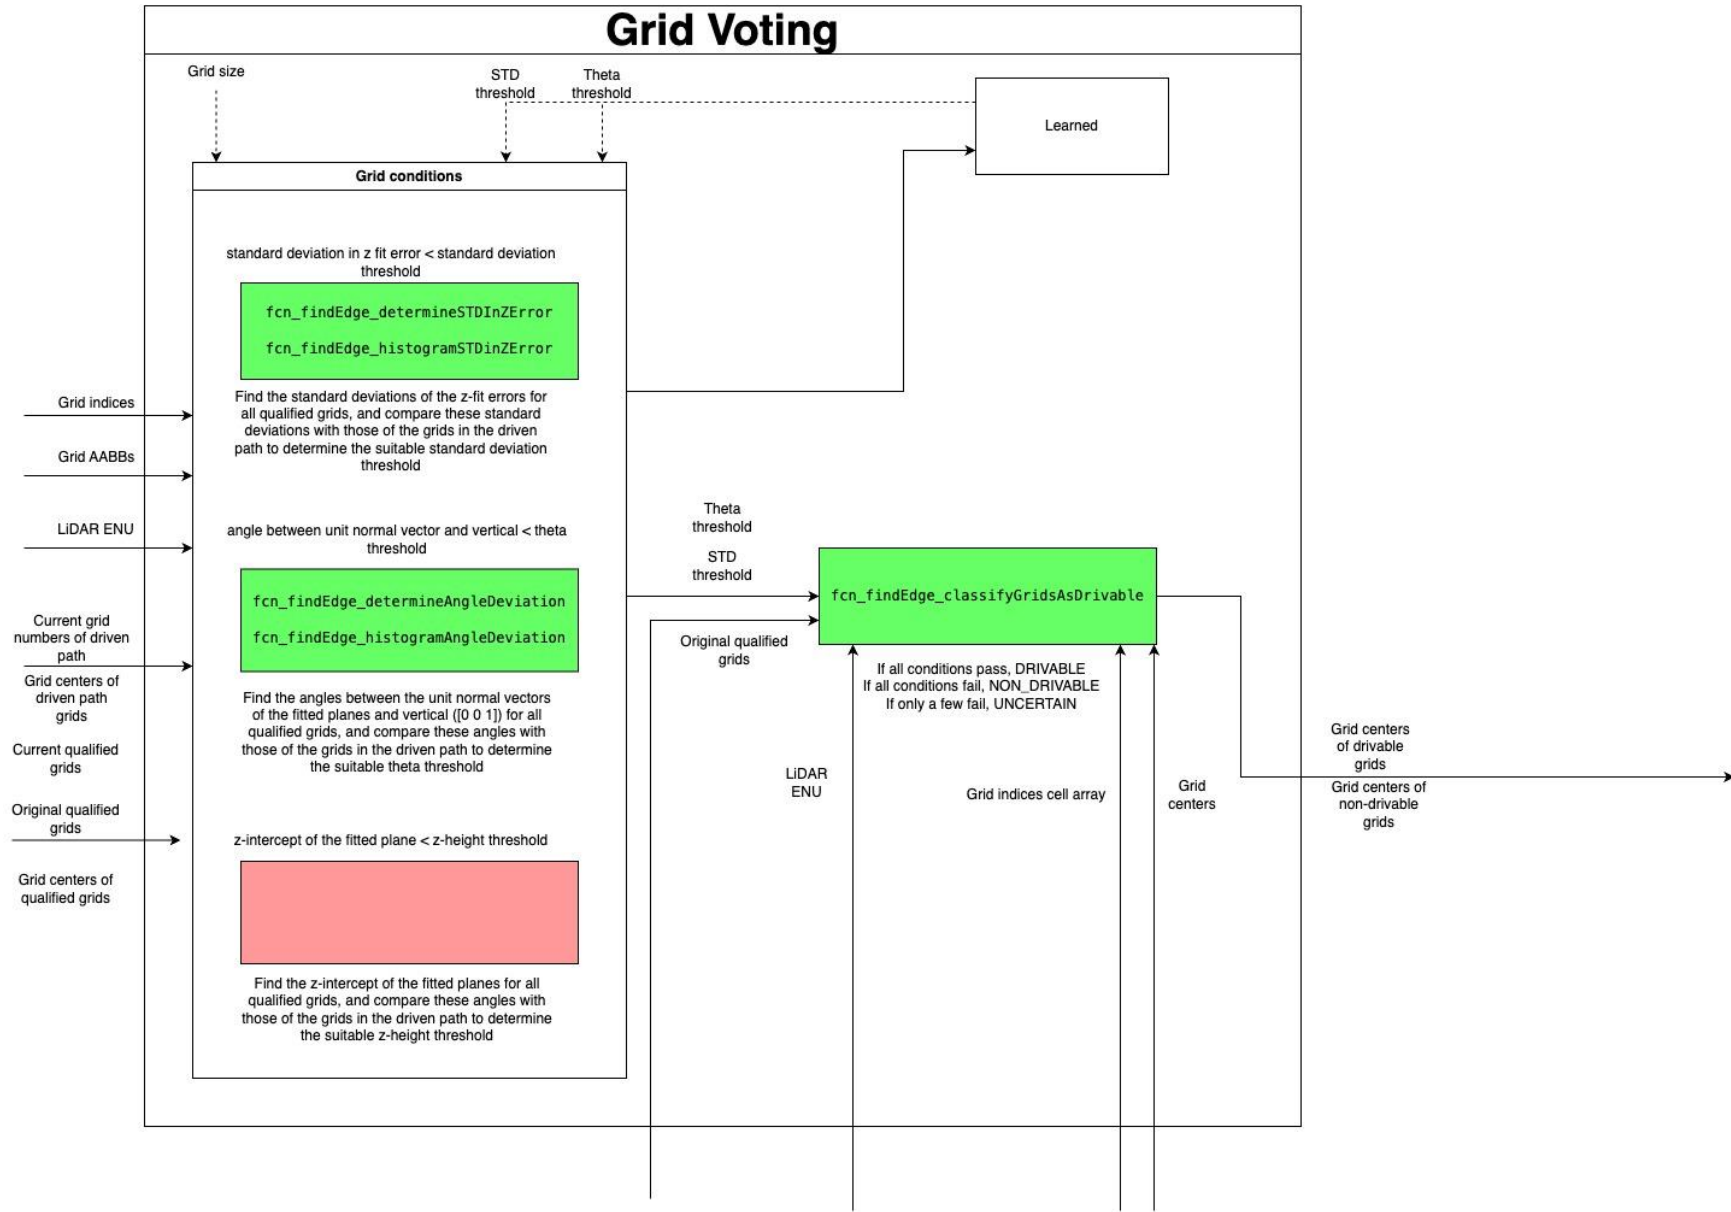 Grid Voting
Grid size
STD
threshold
Theta
threshold
Learned
Grid conditions
standard deviation in z fit error < standard deviation
threshold
fcn_findEdge_determineSTDInZError
fcn_findEdge_histogramSTDinZError
Find the standard deviations of the z-fit errors for
all qualified grids, and compare these standard
deviations with those of the grids in the driven
path to determine the suitable standard deviation
threshold
Grid indices
Grid AABBs
LiDAR ENU
angle between unit normal vector and vertical < theta
threshold
fcn_findEdge_determineAngleDeviation
fcn_findEdge_histogramAngleDeviation
Find the angles between the unit normal vectors
of the fitted planes and vertical ([0 0 1]) for all
qualified grids, and compare these angles with
those of the grids in the driven path to determine
the suitable theta threshold
Current grid
numbers of driven
path
Grid centers of
driven path
grids
Current qualified
grids
Original qualified
grids
Grid centers of
qualified grids
z-intercept of the fitted plane < z-height threshold
Find the z-intercept of the fitted planes for all
qualified grids, and compare these angles with
those of the grids in the driven path to determine
the suitable z-height threshold
Theta
threshold
STD
threshold
Original qualified
grids
fcn_findEdge_classifyGridsAsDrivable
If all conditions pass, DRIVABLE
If all conditions fail, NON_DRIVABLE
If only a few fail, UNCERTAIN
LiDAR
ENU
Grid indices cell array
Grid
centers
Grid centers
of drivable
grids
Grid centers of
non-drivable
grids